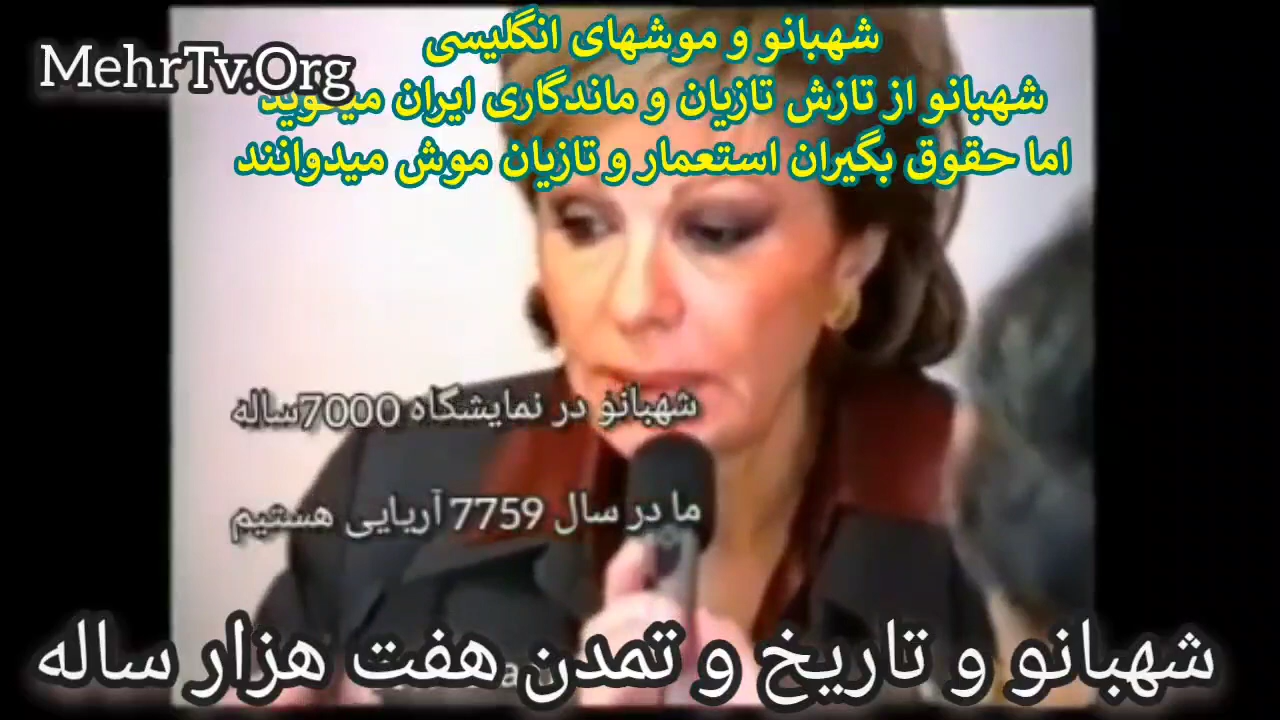 شهبانو و موشهای انگلیسی
MehrTv.Org
شهبانو از تازش تازیان و ماندگاری ایران میگوید
اما حقوق بگیران استعمار و تازیان موش میدوانند
شهبانو در نمایشگاه 7000ساله
ما در سال 7759 آریایی هستیم
شهبانو و تاریخ و تمدن هفت هزار ساله